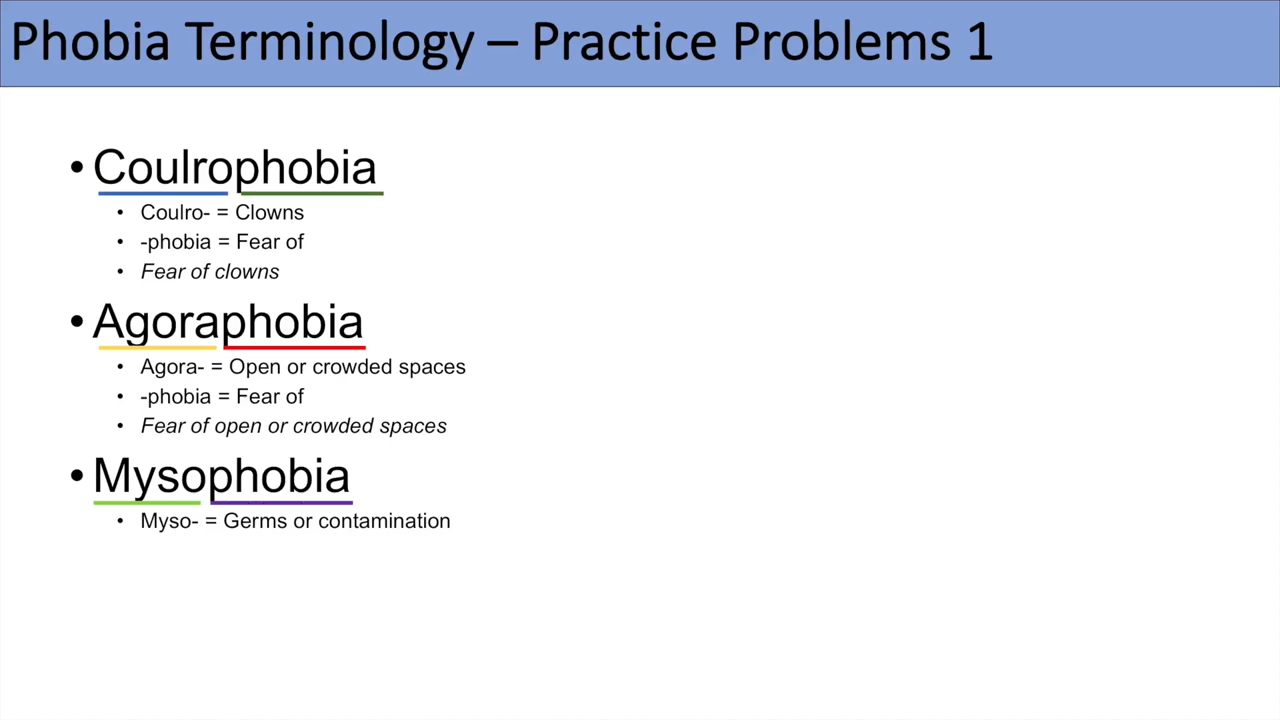 Phobia Terminology – Practice Problems 1
• Coulrophobia
• Coulro- = Clowns
• -phobia = Fear of
• Fear of clowns
• Agoraphobia
• Agora- = Open or crowded spaces
• -phobia = Fear of
• Fear of open or crowded spaces
• Mysophobia
• Myso- = Germs or contamination